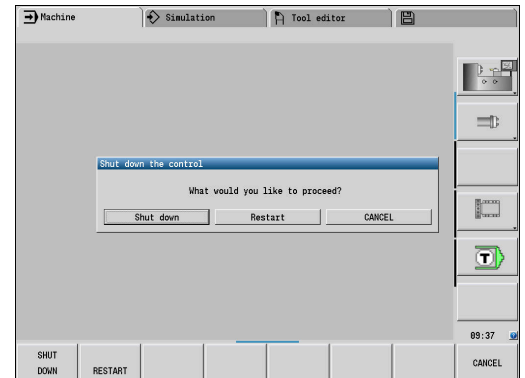 Machine
Simulation
Tool editor
Shut down the control
What would you like to proceed?
Shut down
Restart
CANCEL
T
09:37
SHUT
DOWN
RESTART
CANCEL